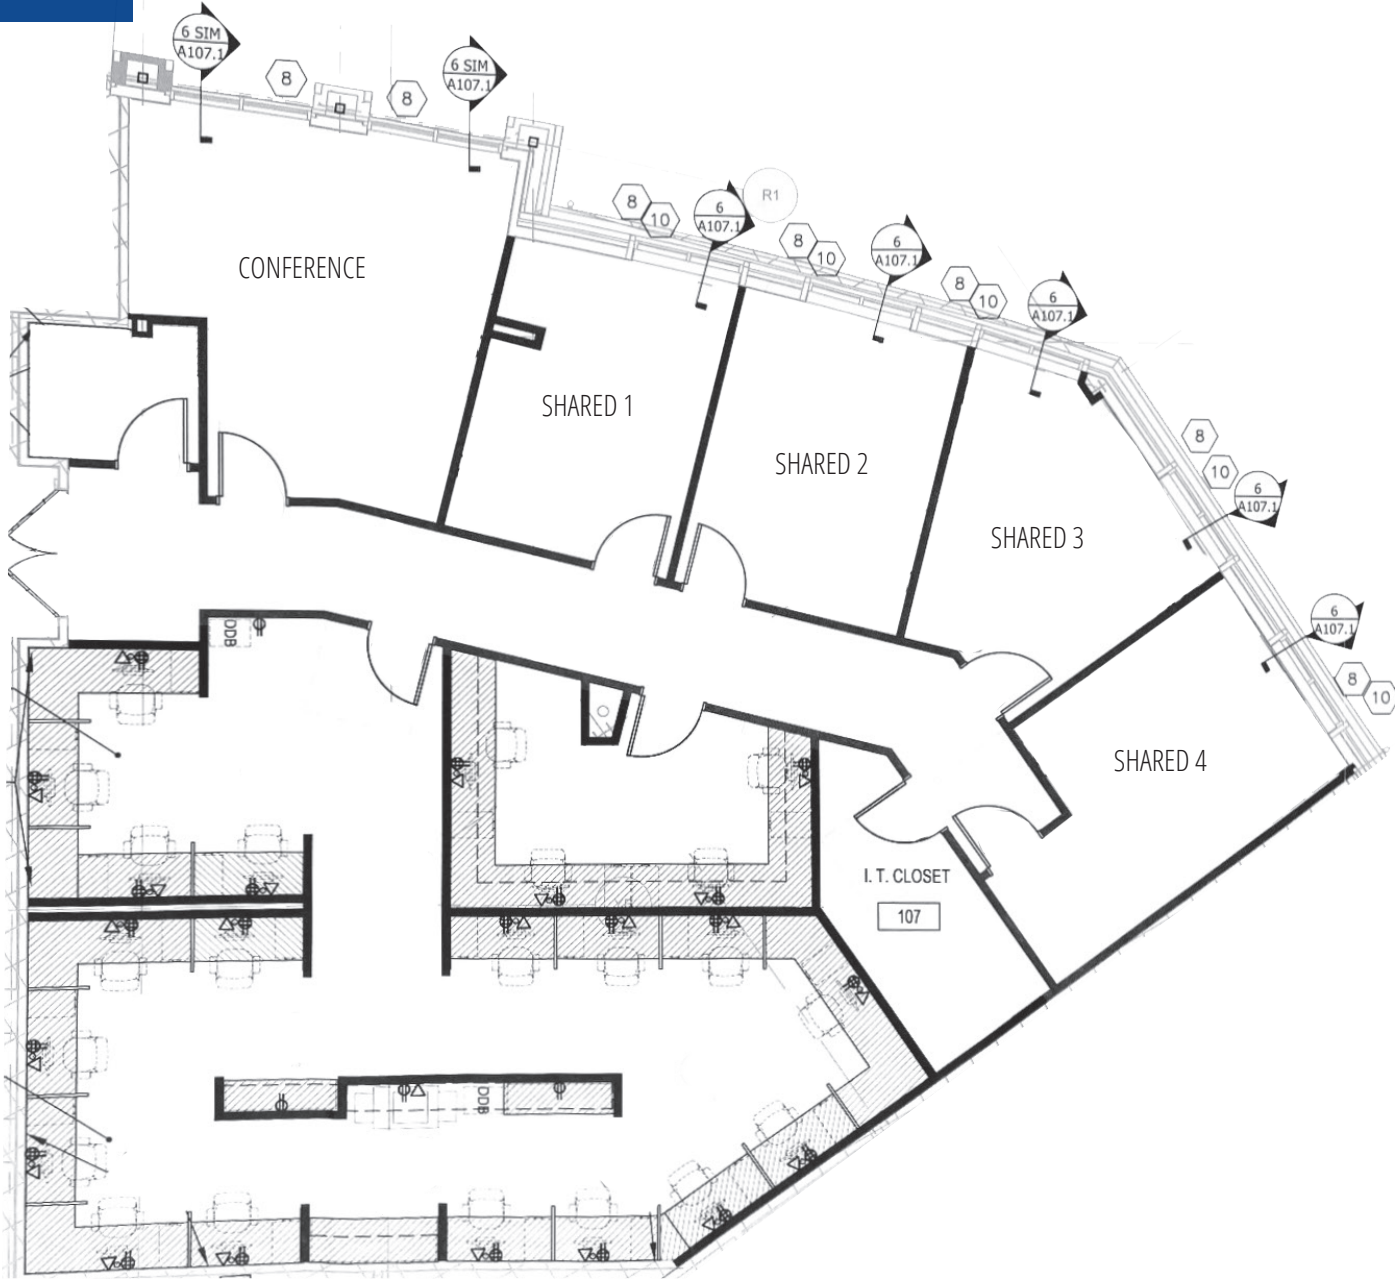 6 SIM
A107.1
6 SIM
A107.1
8
8
8
10
6
A107.1
R1
8
10
6
A107.1
8
10
6
A107.1
CONFERENCE
SHARED 1
SHARED 2
SHARED 3
8
10
6
A107.1
6
A107.1
8
10
DDB
SHARED 4
I. T. CLOSET
107
DDB